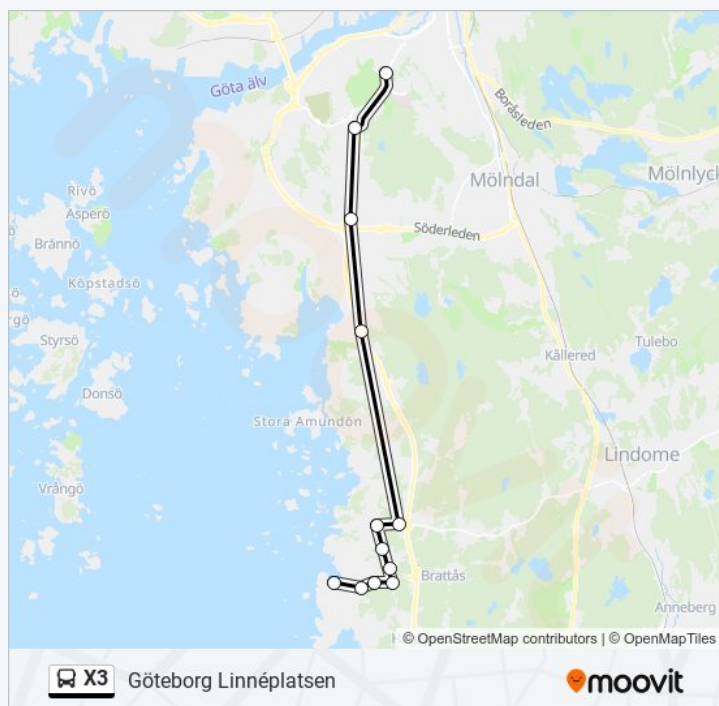 Göta älv
Boråsleden
Mölnlyck
Mölndal
Rivö
Asperö
Brännö
Söderleden
Köpstadsö
Styrsö
Tulebo
Kållered
Donsö
Stora Amundön
Lindome
Vrångö
Brattås
Anneberg
© OpenStreetMap contributors | © OpenMapTiles
X3 Göteborg Linnéplatsen
moovit